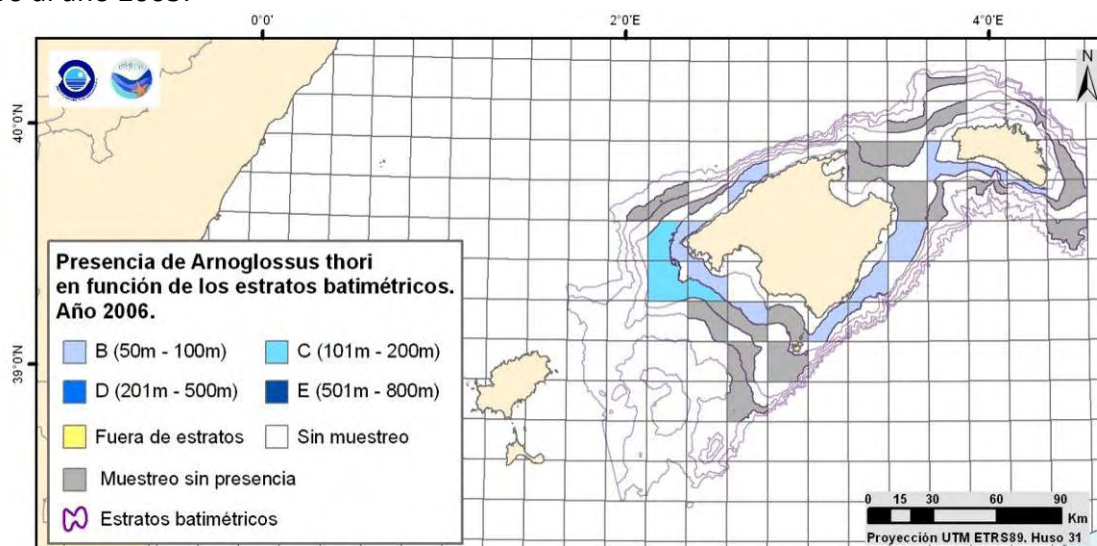 0°0'
2°0'E
4°0'E
N
40°0'N
39°0'N
Presencia de Arnoglossus thori
en función de los estratos batimétricos.
Año 2006.
B (50m - 100m)
C (101m - 200m)
D (201m - 500m)
E (501m - 800m)
Fuera de estratos
Sin muestreo
Muestreo sin presencia
Estratos batimétricos
0 15 30 60 90
Km
Proyección UTM ETRS89. Huso 31